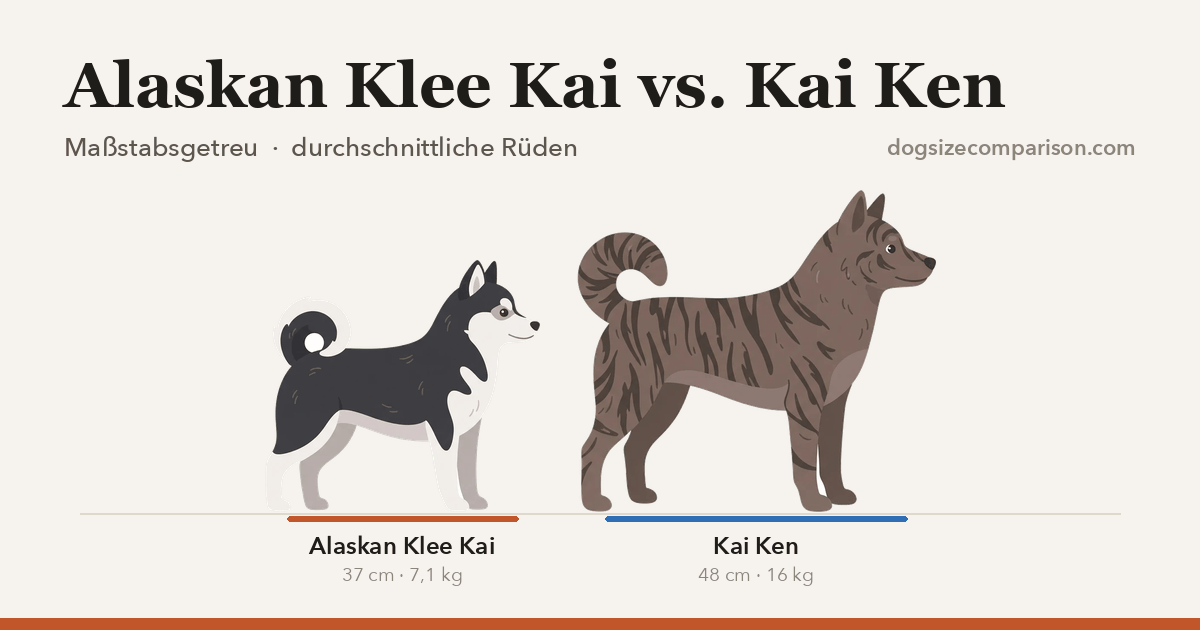 Alaskan Klee Kai vs. Kai Ken
Maßstabsgetreu · durchschnittliche Rüden
dogsizecomparison.com
Alaskan Klee Kai
37 cm · 7,1 kg
Kai Ken
48 cm · 16 kg